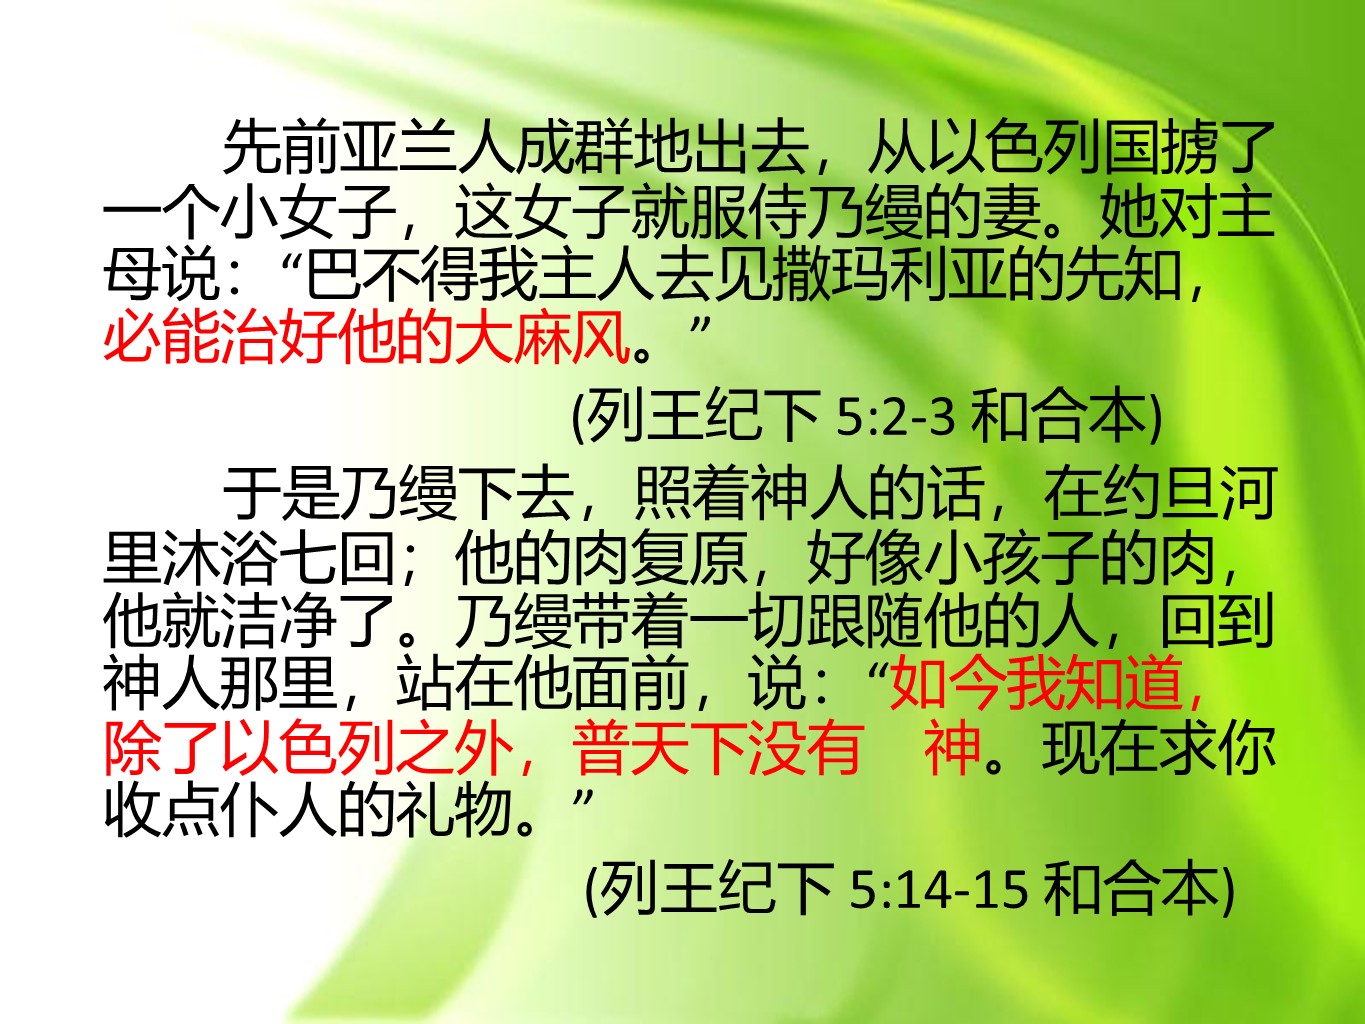 先前亚兰人成群地出去，从以色列国掳了
一个小女子，这女子就服侍乃缦的妻。她对主
母说：“巴不得我主人去见撒玛利亚的先知，
必能治好他的大麻风。”
(列王纪下 5:2-3 和合本)
于是乃缦下去，照着神人的话，在约旦河
里沐浴七回；他的肉复原，好像小孩子的肉，
他就洁净了。乃缦带着一切跟随他的人，回到
神人那里，站在他面前，说：“如今我知道，
除了以色列之外，普天下没有　神。现在求你
收点仆人的礼物。”
(列王纪下 5:14-15 和合本)